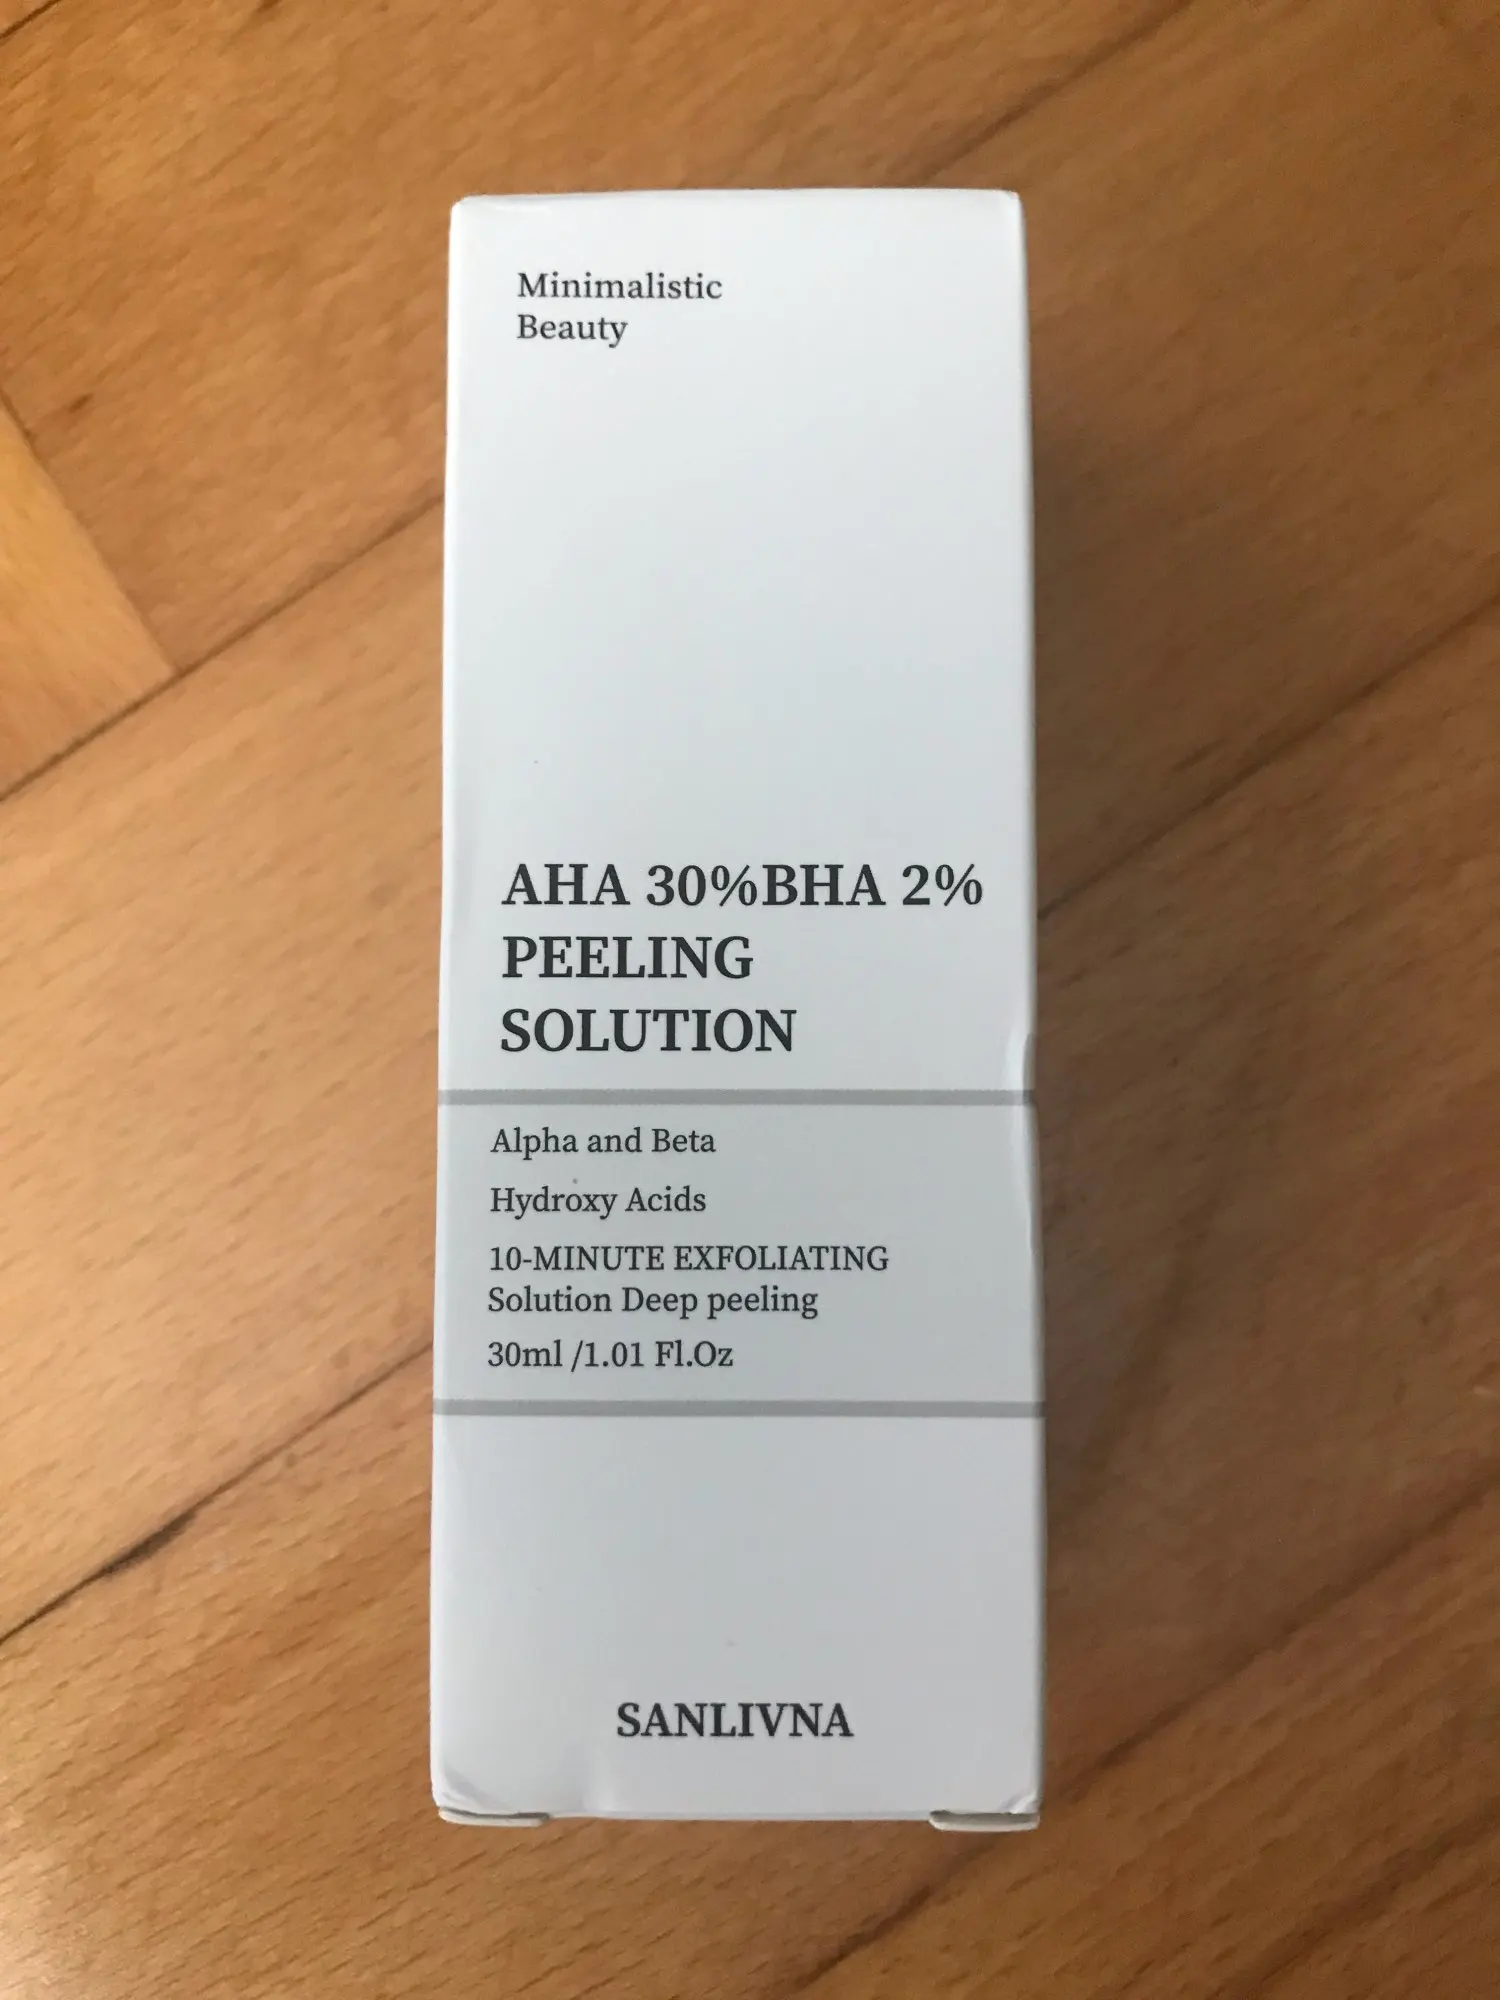 Minimalistic
Beauty
AHA 30%BHA 2%
PEELING
SOLUTION
Alpha and Beta
Hydroxy Acids
10-MINUTE EXFOLIATING
Solution Deep peeling
30ml /1.01 Fl.Oz
SANLIVNA